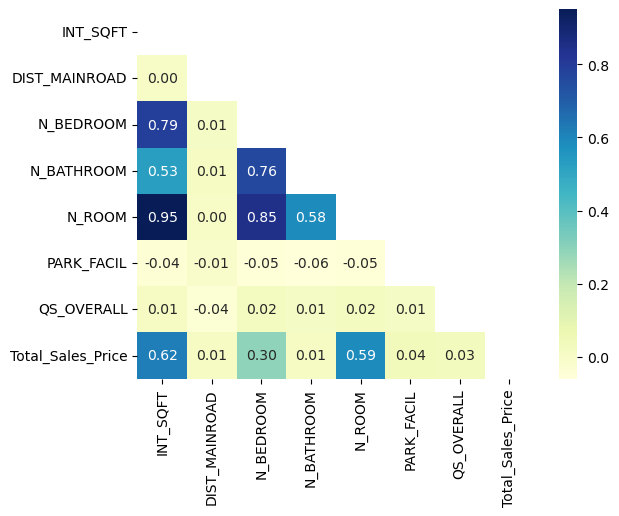 INT_SQFT
DIST_MAINROAD 0.00
N_BEDROOM 0.79 0.01
N_BATHROOM 0.53 0.01 0.76
N_ROOM 0.95 0.00 0.85 0.58
PARK_FACIL -0.04 -0.01 -0.05 -0.06 -0.05
QS_OVERALL 0.01 -0.04 0.02 0.01 0.02 0.01
Total_Sales_Price 0.62 0.01 0.30 0.01 0.59 0.04 0.03
INT_SQFT
DIST_MAINROAD
N_BEDROOM
N_BATHROOM
N_ROOM
PARK_FACIL
QS_OVERALL
Total_Sales_Price
0.8
0.6
0.4
0.2
0.0